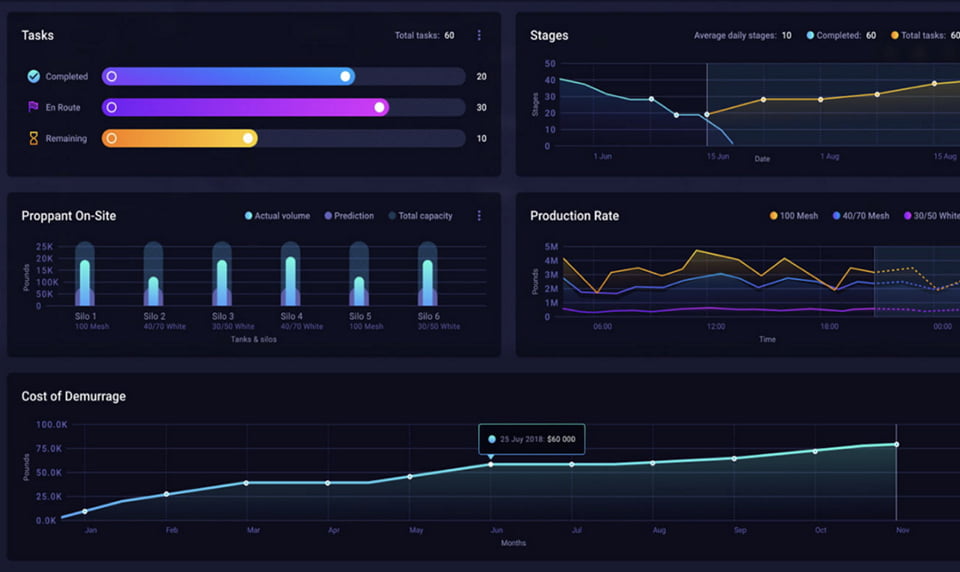 Tasks
Total tasks: 60
Completed
20
En Route
30
Remaining
10
Stages
Average daily stages: 10
Completed: 60
Total tasks: 60
50
40
30
20
10
0
Stages
1 Jun
15 Jun
1 Aug
15 Aug
Date
Proppant On-Site
Actual volume
Prediction
Total capacity
25K
20K
15K
100K
50K
0
Pounds
Silo 1
Silo 2
Silo 3
Silo 4
Silo 5
Silo 6
100 Mesh
40/70 White
30/50 White
40/70 White
100 Mesh
30/50 White
Tanks & silos
Production Rate
100 Mesh
40/70 Mesh
30/50 White
5M
4M
3M
2M
1M
0
Pounds
06:00
12:00
18:00
00:00
Time
Cost of Demurrage
100.0K
75.0K
50.0K
25.0K
0.0K
Pounds
25 Juy 2018: $60 000
Jan
Feb
Mar
Apr
May
Jun
Jul
Aug
Sep
Oct
Nov
Months